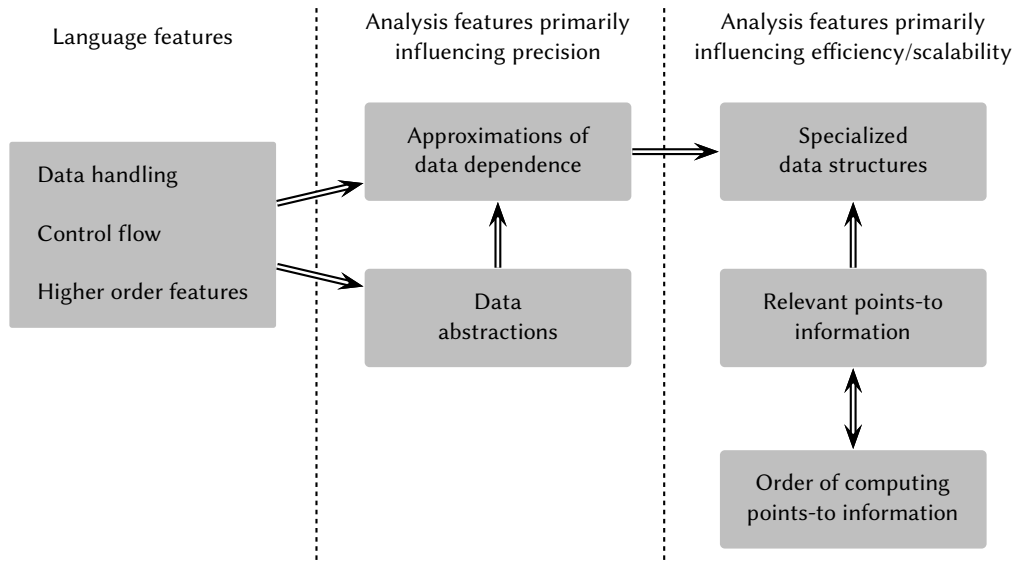 Language features
Data handling
Control flow
Higher order features
Analysis features primarily
influencing precision
Approximations of
data dependence
Data
abstractions
Analysis features primarily
influencing efficiency/scalability
Specialized
data structures
Relevant points-to
information
Order of computing
points-to information